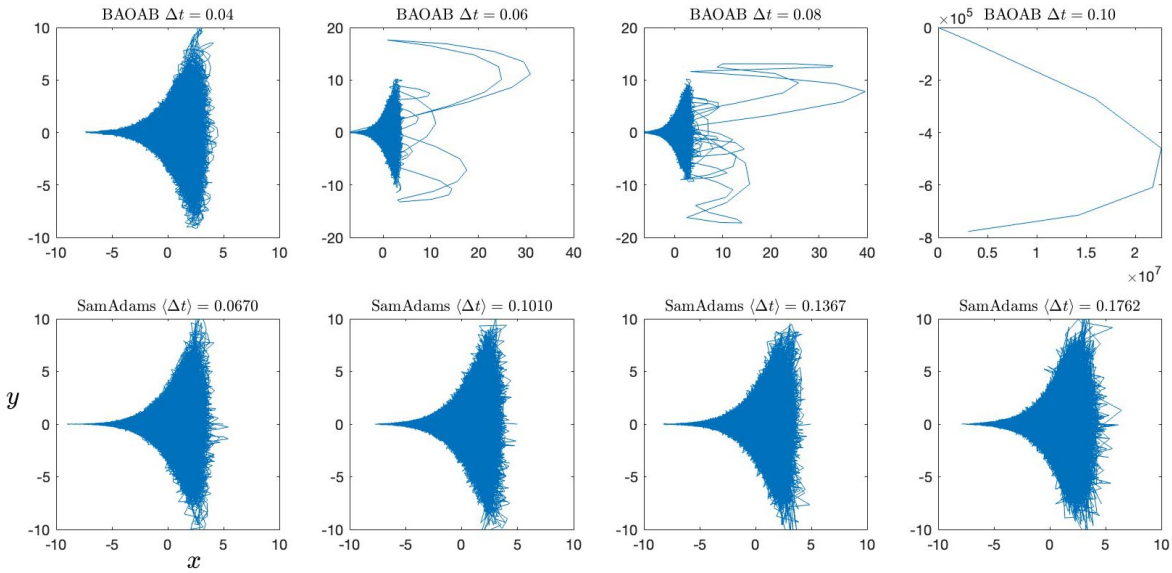 BAOAB Δt = 0.04
10
5
0
-5
-10
-10 -5 0 5 10
BAOAB Δt = 0.06
20
10
0
-10
-20
0 10 20 30 40
BAOAB Δt = 0.08
20
10
0
-10
-20
0 10 20 30 40
×10⁵ BAOAB Δt = 0.10
0
-2
-4
-6
-8
0 0.5 1 1.5 2
×10⁷
SamAdams ⟨Δt⟩ = 0.0670
10
5
0
-5
-10
-10 -5 0 5 10
y
x
SamAdams ⟨Δt⟩ = 0.1010
10
5
0
-5
-10
-10 -5 0 5 10
SamAdams ⟨Δt⟩ = 0.1367
10
5
0
-5
-10
-10 -5 0 5 10
SamAdams ⟨Δt⟩ = 0.1762
10
5
0
-5
-10
-10 -5 0 5 10